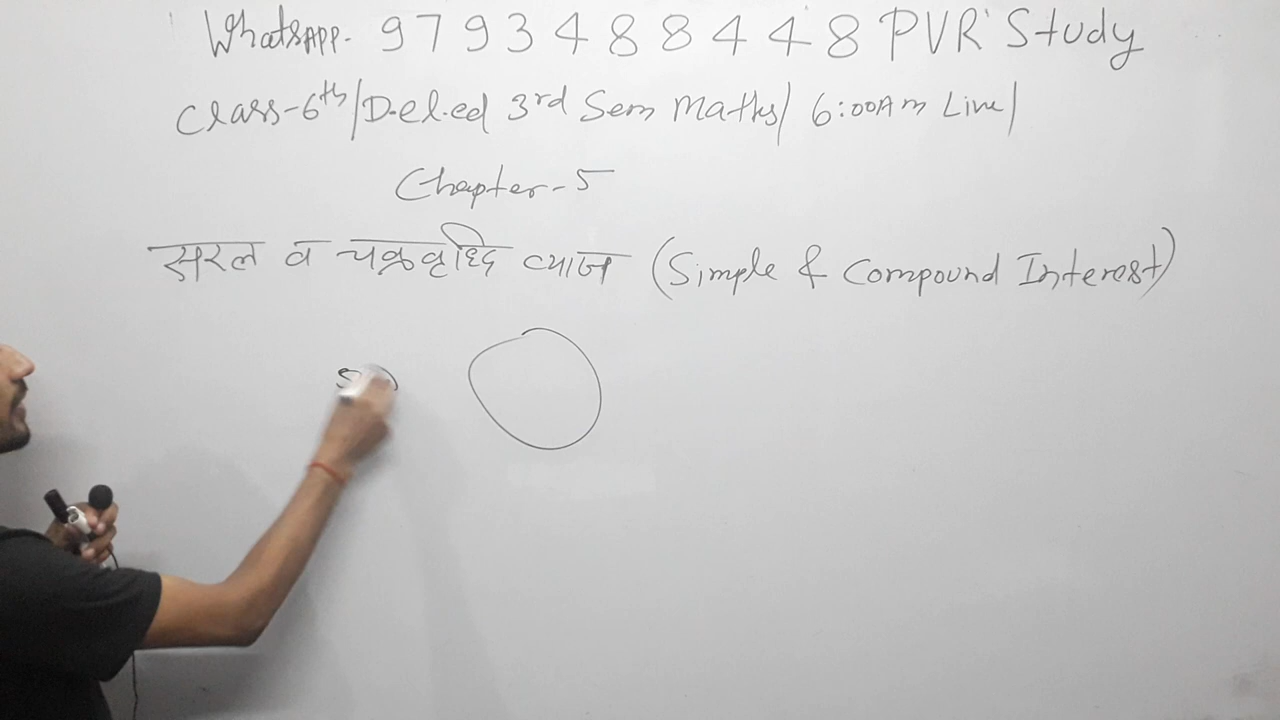 WhatsAPP. 9793488448 PVR Study
Class-6th/D.el.ed 3rd Sem Maths/ 6:00Am Live/
Chapter-5
सरल व चक्रवृध्दि ब्याज (Simple & Compound Interest)